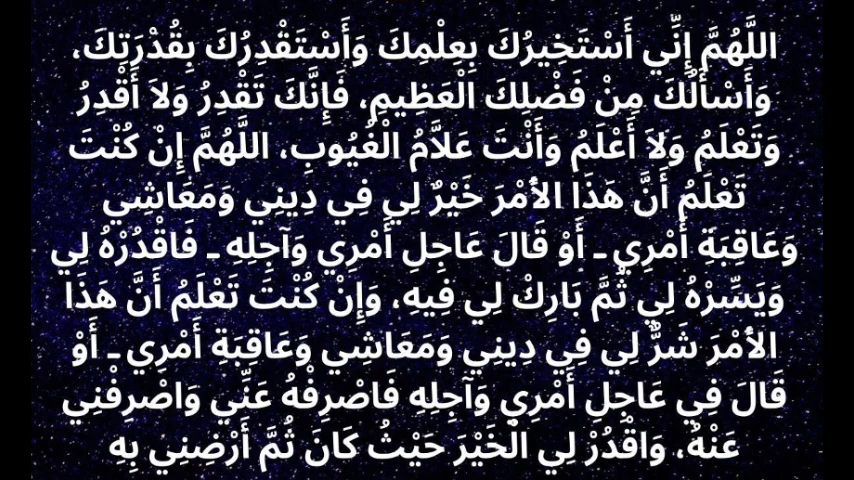 اللَّهُمَّ إِنِّي أَسْتَخِيرُكَ بِعِلْمِكَ وَأَسْتَقْدِرُكَ بِقُدْرَتِكَ،
وَأَسْأَلُكَ مِنْ فَضْلِكَ الْعَظِيمِ، فَإِنَّكَ تَقْدِرُ وَلاَ أَقْدِرُ
وَتَعْلَمُ وَلاَ أَعْلَمُ وَأَنْتَ عَلاَّمُ الْغُيُوبِ، اللَّهُمَّ إِنْ كُنْتَ
تَعْلَمُ أَنَّ هَذَا الأَمْرَ خَيْرٌ لِي فِي دِينِي وَمَعَاشِي
وَعَاقِبَةِ أَمْرِي ـ أَوْ قَالَ عَاجِلِ أَمْرِي وَآجِلِهِ ـ فَاقْدُرْهُ لِي
وَيَسِّرْهُ لِي ثُمَّ بَارِكْ لِي فِيهِ، وَإِنْ كُنْتَ تَعْلَمُ أَنَّ هَذَا
الأَمْرَ شَرٌّ لِي فِي دِينِي وَمَعَاشِي وَعَاقِبَةِ أَمْرِي ـ أَوْ
قَالَ فِي عَاجِلِ أَمْرِي وَآجِلِهِ فَاصْرِفْهُ عَنِّي وَاصْرِفْنِي
عَنْهُ، وَاقْدُرْ لِي الْخَيْرَ حَيْثُ كَانَ ثُمَّ أَرْضِنِي بِهِ